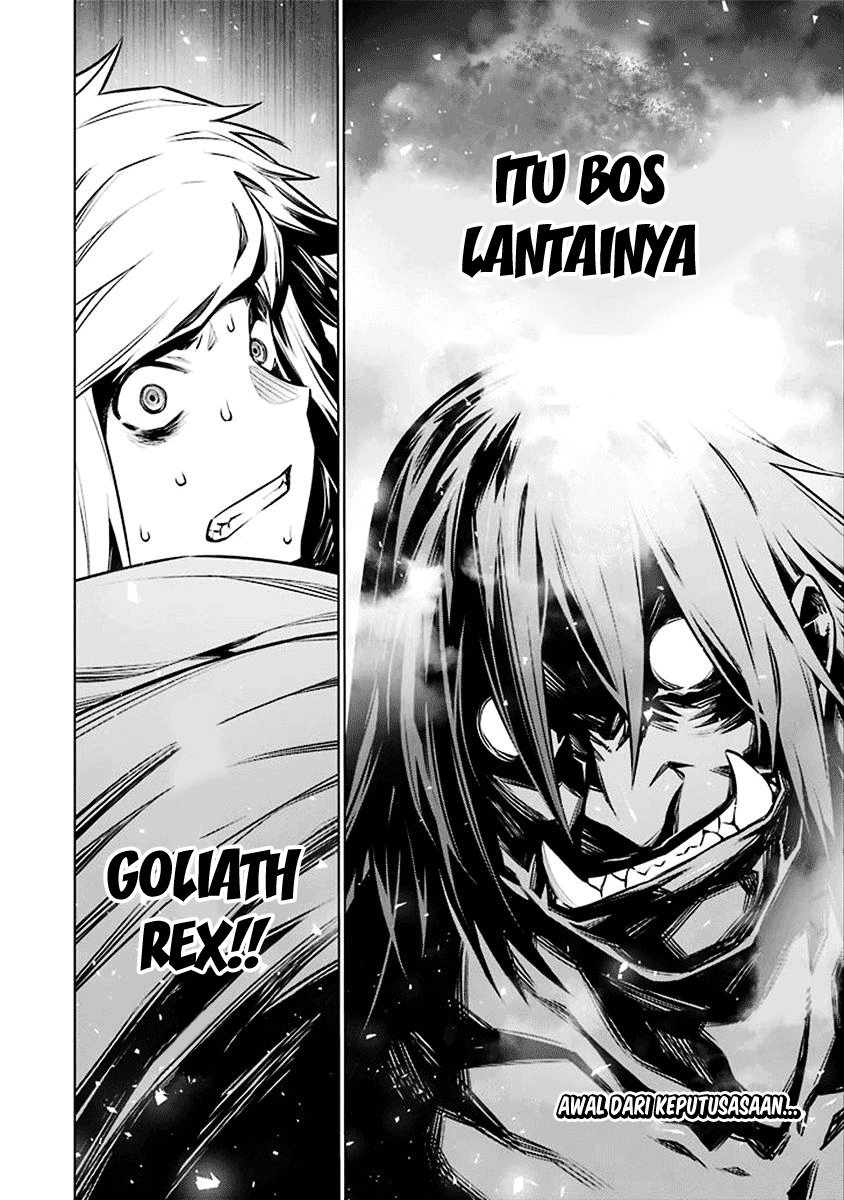 ITU BOS
LANTAINYA
GOLIATH
REX!!
AWAL DARI KEPUTUSASAAN...